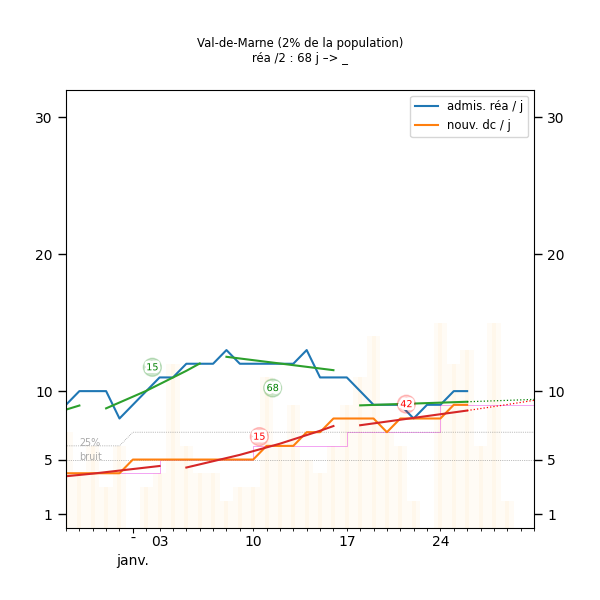 Val-de-Marne (2% de la population)
réa /2 : 68 j –> _
admis. réa / j
nouv. dc / j
30 30
20 20
15
68
10 10
42
15
25%
bruit
5 5
1 1
- 03 10 17 24
janv.